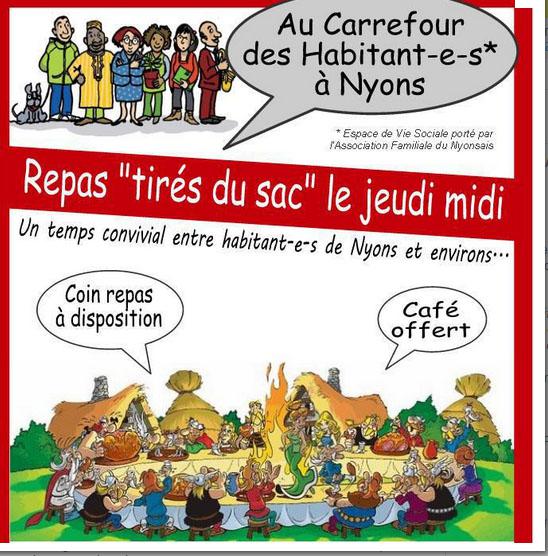 Au Carrefour
des Habitant-e-s*
à Nyons
* Espace de Vie Sociale porté par
l'Association Familiale du Nyonsais
Repas "tirés du sac" le jeudi midi
Un temps convivial entre habitant-e-s de Nyons et environs...
Coin repas
à disposition
Café
offert